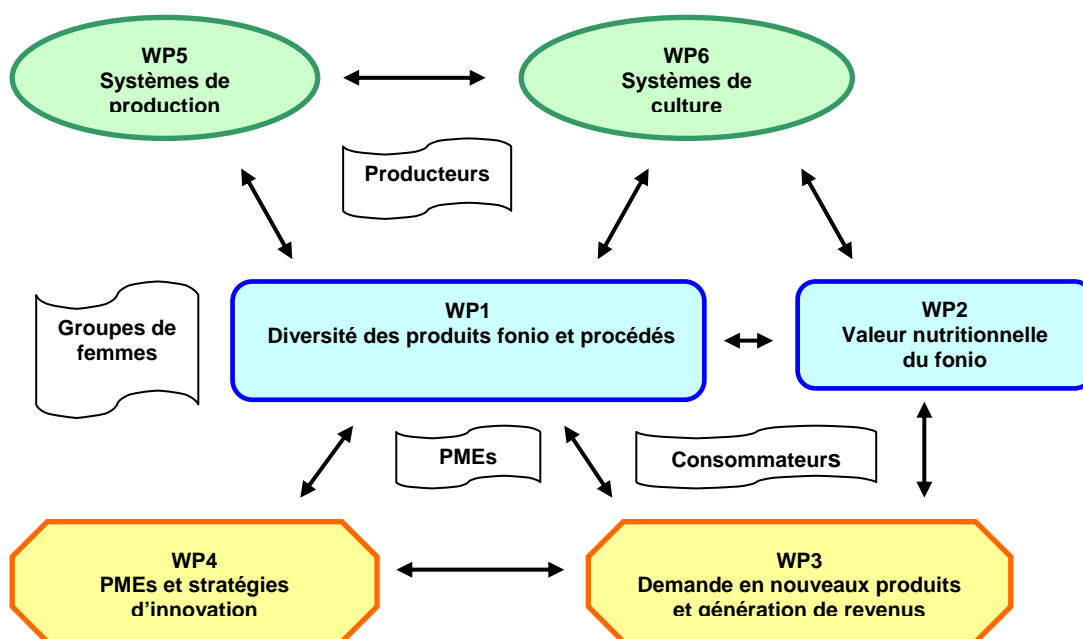 WP5
Systèmes de
production
WP6
Systèmes de
culture
Producteurs
Groupes de
femmes
WP1
Diversité des produits fonio et procédés
WP2
Valeur nutritionnelle
du fonio
PMEs
Consommateurs
WP4
PMEs et stratégies
d’innovation
WP3
Demande en nouveaux produits
et génération de revenus